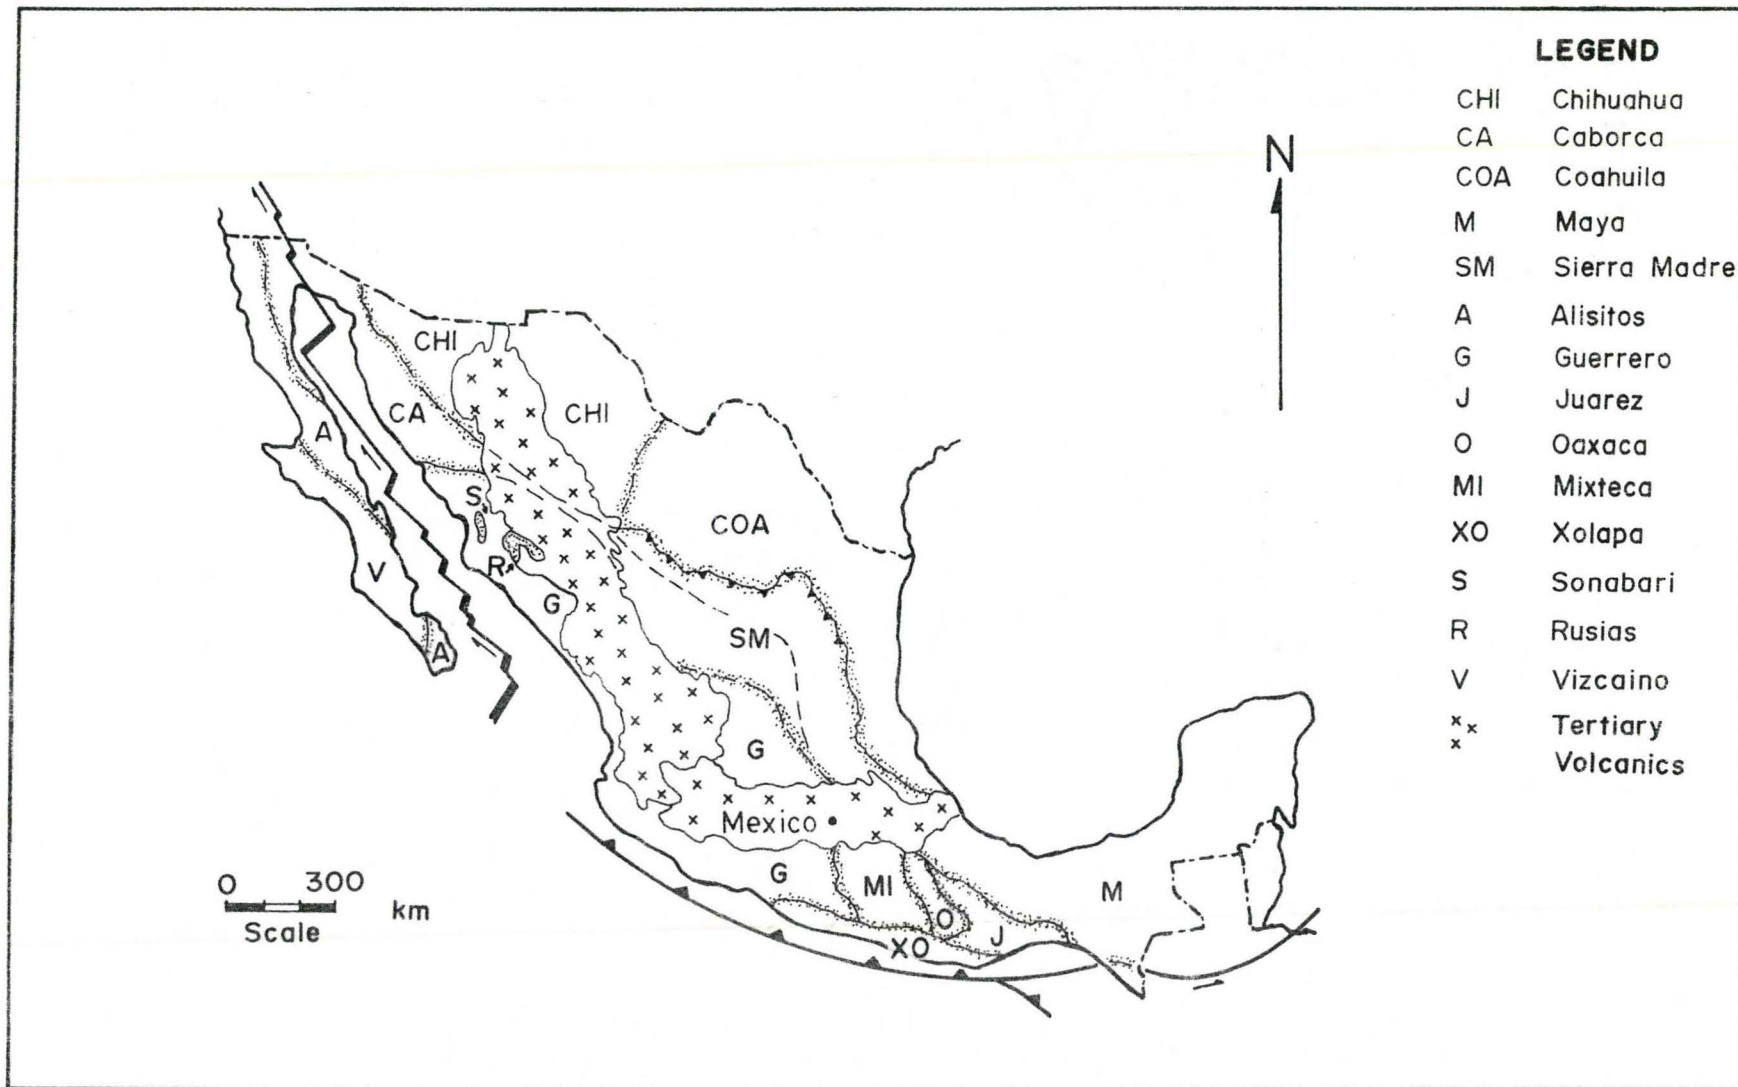 LEGEND
CHI Chihuahua
CA Caborca
COA Coahuila
M Maya
SM Sierra Madre
A Alisitos
G Guerrero
J Juarez
O Oaxaca
MI Mixteca
XO Xolapa
S Sonabari
R Rusias
V Vizcaino
Tertiary
Volcanics
N
CHI
CA
CHI
A
S
COA
V
R
G
SM
A
G
Mexico
G
MI
M
O
J
XO
0 300
km
Scale